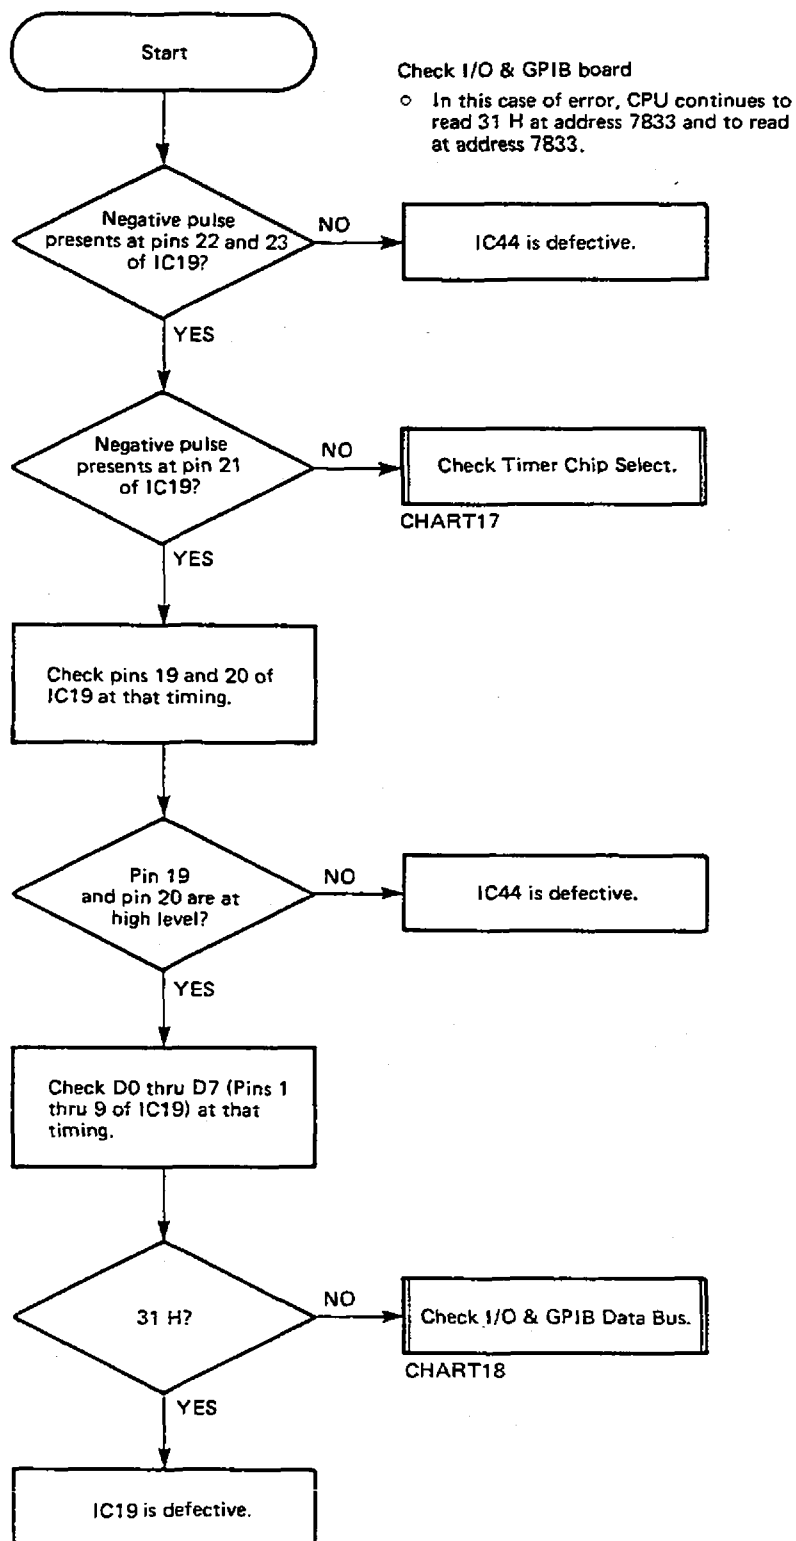 Start
Check I/O & GPIB board
○ In this case of error, CPU continues to
read 31 H at address 7833 and to read
at address 7833.
Negative pulse
presents at pins 22 and 23
of IC19?
NO
IC44 is defective.
YES
Negative pulse
presents at pin 21
of IC19?
NO
Check Timer Chip Select.
CHART17
YES
Check pins 19 and 20 of
IC19 at that timing.
Pin 19
and pin 20 are at
high level?
NO
IC44 is defective.
YES
Check D0 thru D7 (Pins 1
thru 9 of IC19) at that
timing.
31 H?
NO
Check I/O & GPIB Data Bus.
CHART18
YES
IC19 is defective.